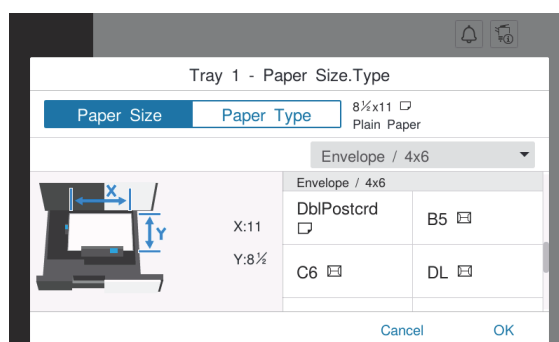 Tray 1 - Paper Size.Type
Paper Size
Paper Type
8½x11
Plain Paper
Envelope / 4x6
X
Y
X:11
Y:8½
Envelope / 4x6
DblPostcrd
B5
C6
DL
Cancel
OK